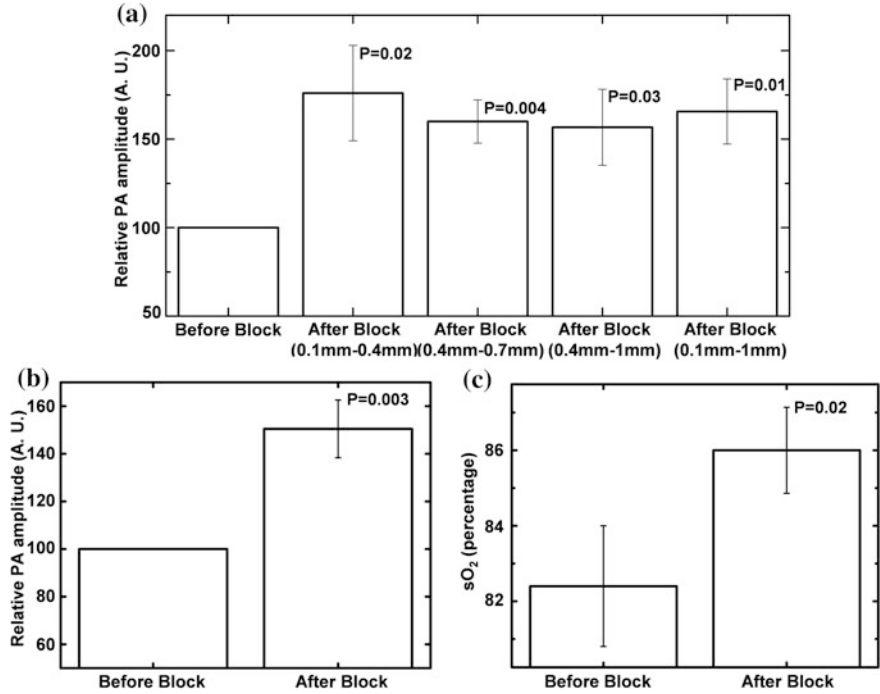 (a)
Relative PA amplitude (A. U.)
200
150
100
50
P=0.02
P=0.004
P=0.03
P=0.01
Before Block
After Block
(0.1mm-0.4mm)
After Block
(0.4mm-0.7mm)
After Block
(0.4mm-1mm)
After Block
(0.1mm-1mm)
(b)
Relative PA amplitude (A. U.)
160
140
120
100
80
60
P=0.003
Before Block
After Block
(c)
sO₂ (percentage)
86
84
82
P=0.02
Before Block
After Block